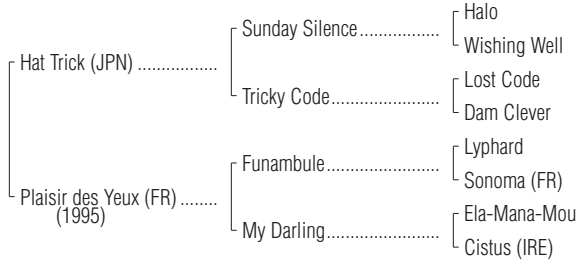 Halo
Sunday Silence..................
Wishing Well
Hat Trick (JPN) .................
Lost Code
Tricky Code........................
Dam Clever
Lyphard
Funambule.........................
Sonoma (FR)
Plaisir des Yeux (FR) ........
(1995)
Ela-Mana-Mou
My Darling.........................
Cistus (IRE)